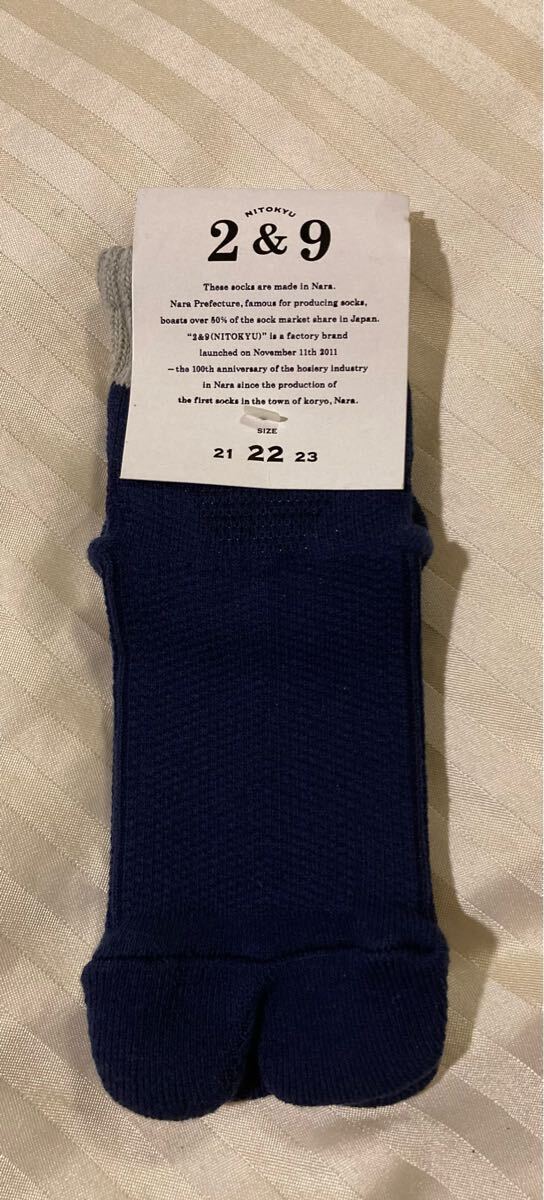 NITOKYU
2 & 9
These socks are made in Nara.
Nara Prefecture, famous for producing socks,
boasts over 50% of the sock market share in Japan.
"2&9(NITOKYU)" is a factory brand
launched on November 11th 2011
—the 100th anniversary of the hosiery industry
in Nara since the production of
the first socks in the town of koryo, Nara.
SIZE
21 22 23